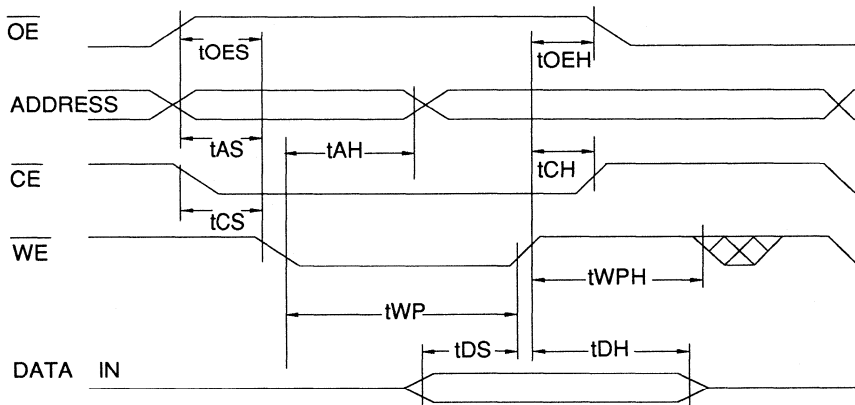 OE
tOES
tOEH
ADDRESS
tAS
tAH
tCH
CE
tCS
WE
tWPH
tWP
tDS
tDH
DATA IN